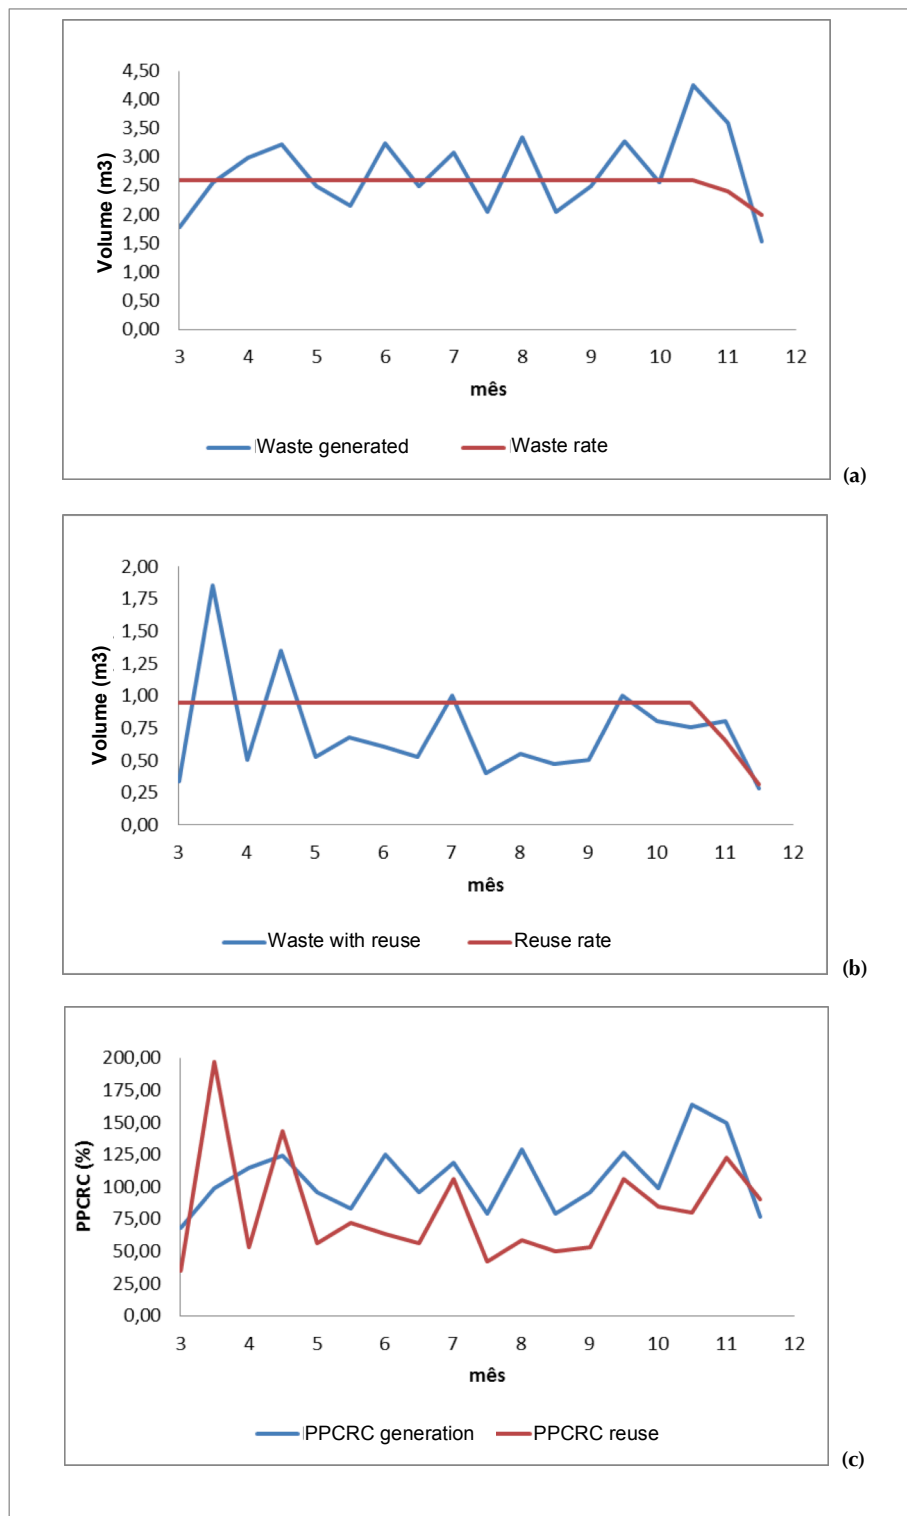 4,50
4,00
3,50
3,00
2,50
2,00
1,50
1,00
0,50
0,00
Volume (m3)
3 4 5 6 7 8 9 10 11 12
mês
Waste generated Waste rate
(a)
2,00
1,75
1,50
1,25
1,00
0,75
0,50
0,25
0,00
Volume (m3)
3 4 5 6 7 8 9 10 11 12
mês
Waste with reuse Reuse rate
(b)
200,00
175,00
150,00
125,00
100,00
75,00
50,00
25,00
0,00
PPCRC (%)
3 4 5 6 7 8 9 10 11 12
mês
PPCRC generation PPCRC reuse
(c)